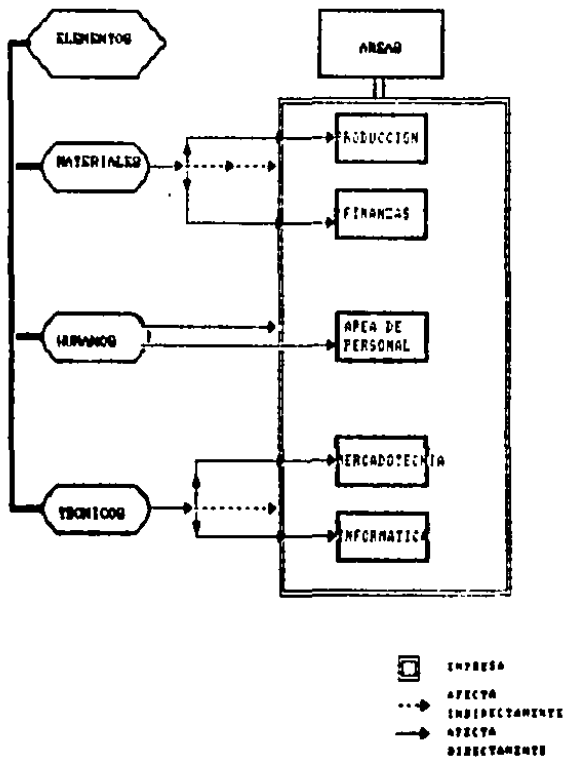 ELEMENTOS
AREAS
MATERIALES
PRODUCCION
FINANZAS
HUMANOS
AREA DE
PERSONAL
MERCADOTECNIA
TECNICOS
INFORMATICA
EMPRESA
AFECTA
INDIRECTAMENTE
AFECTA
DIRECTAMENTE